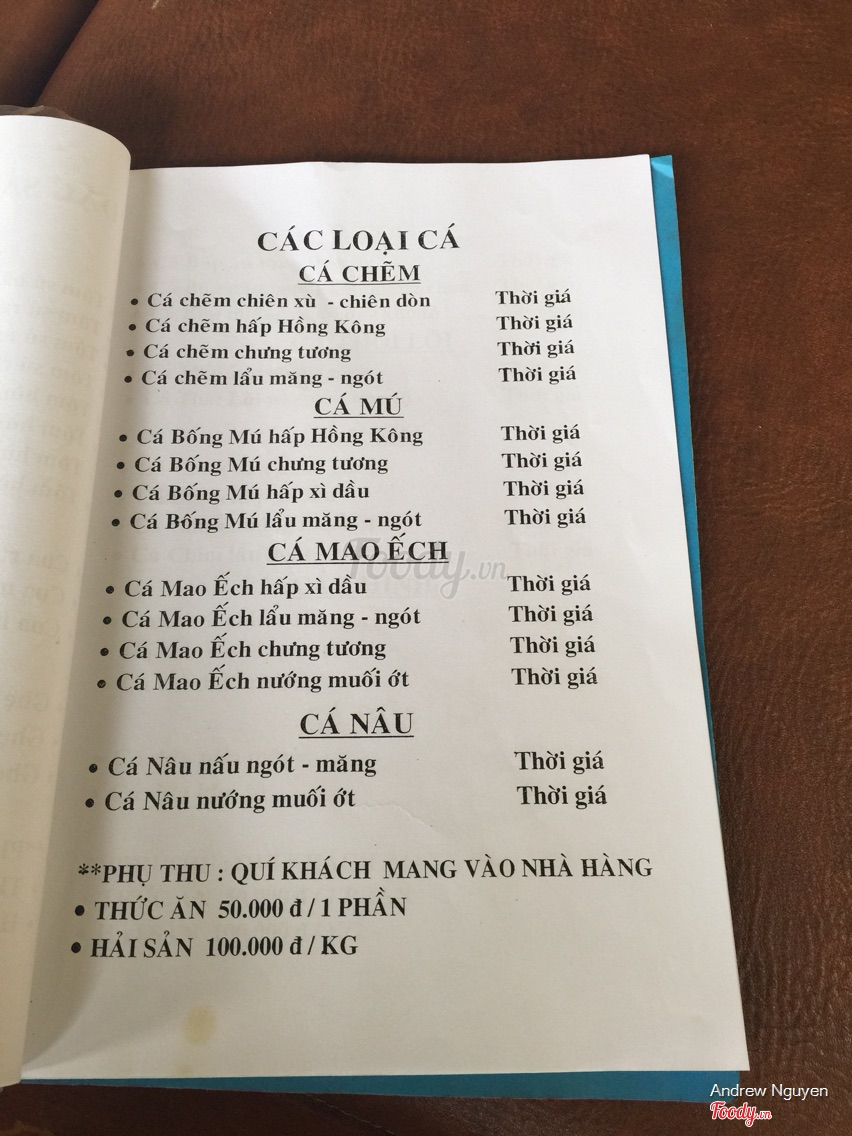 CÁC LOẠI CÁ
CÁ CHẼM
• Cá chẽm chiên xù - chiên dòn Thời giá
• Cá chẽm hấp Hồng Kông Thời giá
• Cá chẽm chưng tương Thời giá
• Cá chẽm lẩu măng - ngót Thời giá
CÁ MÚ
• Cá Bống Mú hấp Hồng Kông Thời giá
• Cá Bống Mú chưng tương Thời giá
• Cá Bống Mú hấp xì dầu Thời giá
• Cá Bống Mú lẩu măng - ngót Thời giá
CÁ MAO ẾCH
Foody.vn
• Cá Mao Ếch hấp xì dầu Thời giá
• Cá Mao Ếch lẩu măng - ngót Thời giá
• Cá Mao Ếch chưng tương Thời giá
• Cá Mao Ếch nướng muối ớt Thời giá
CÁ NÂU
• Cá Nâu nấu ngót - măng Thời giá
• Cá Nâu nướng muối ớt Thời giá
**PHỤ THU : QUÍ KHÁCH MANG VÀO NHÀ HÀNG
• THỨC ĂN 50.000 đ / 1 PHẦN
• HẢI SẢN 100.000 đ / KG
Andrew Nguyen
Foody.vn